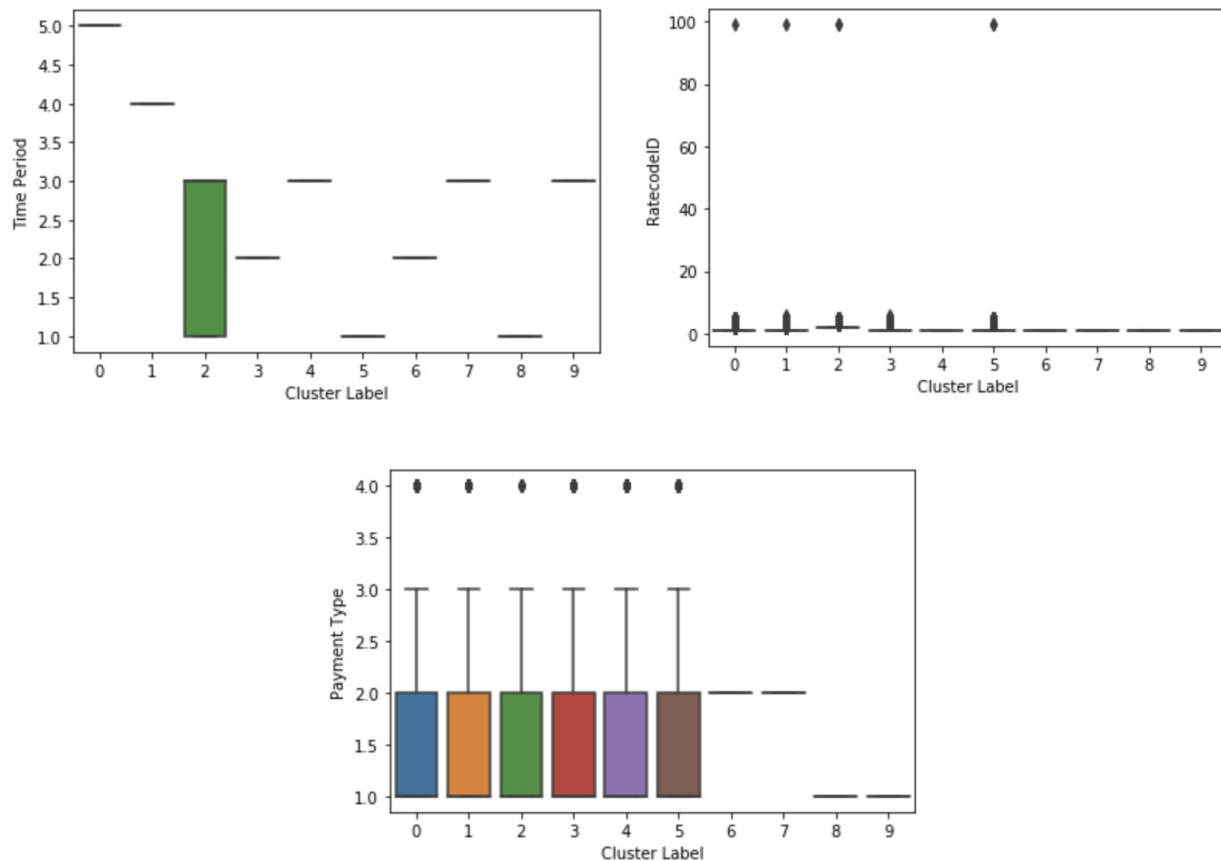 5.0
4.5
4.0
3.5
3.0
2.5
2.0
1.5
1.0
Time Period
0 1 2 3 4 5 6 7 8 9
Cluster Label
100
80
60
40
20
0
RatecodeID
0 1 2 3 4 5 6 7 8 9
Cluster Label
4.0
3.5
3.0
2.5
2.0
1.5
1.0
Payment Type
0 1 2 3 4 5 6 7 8 9
Cluster Label